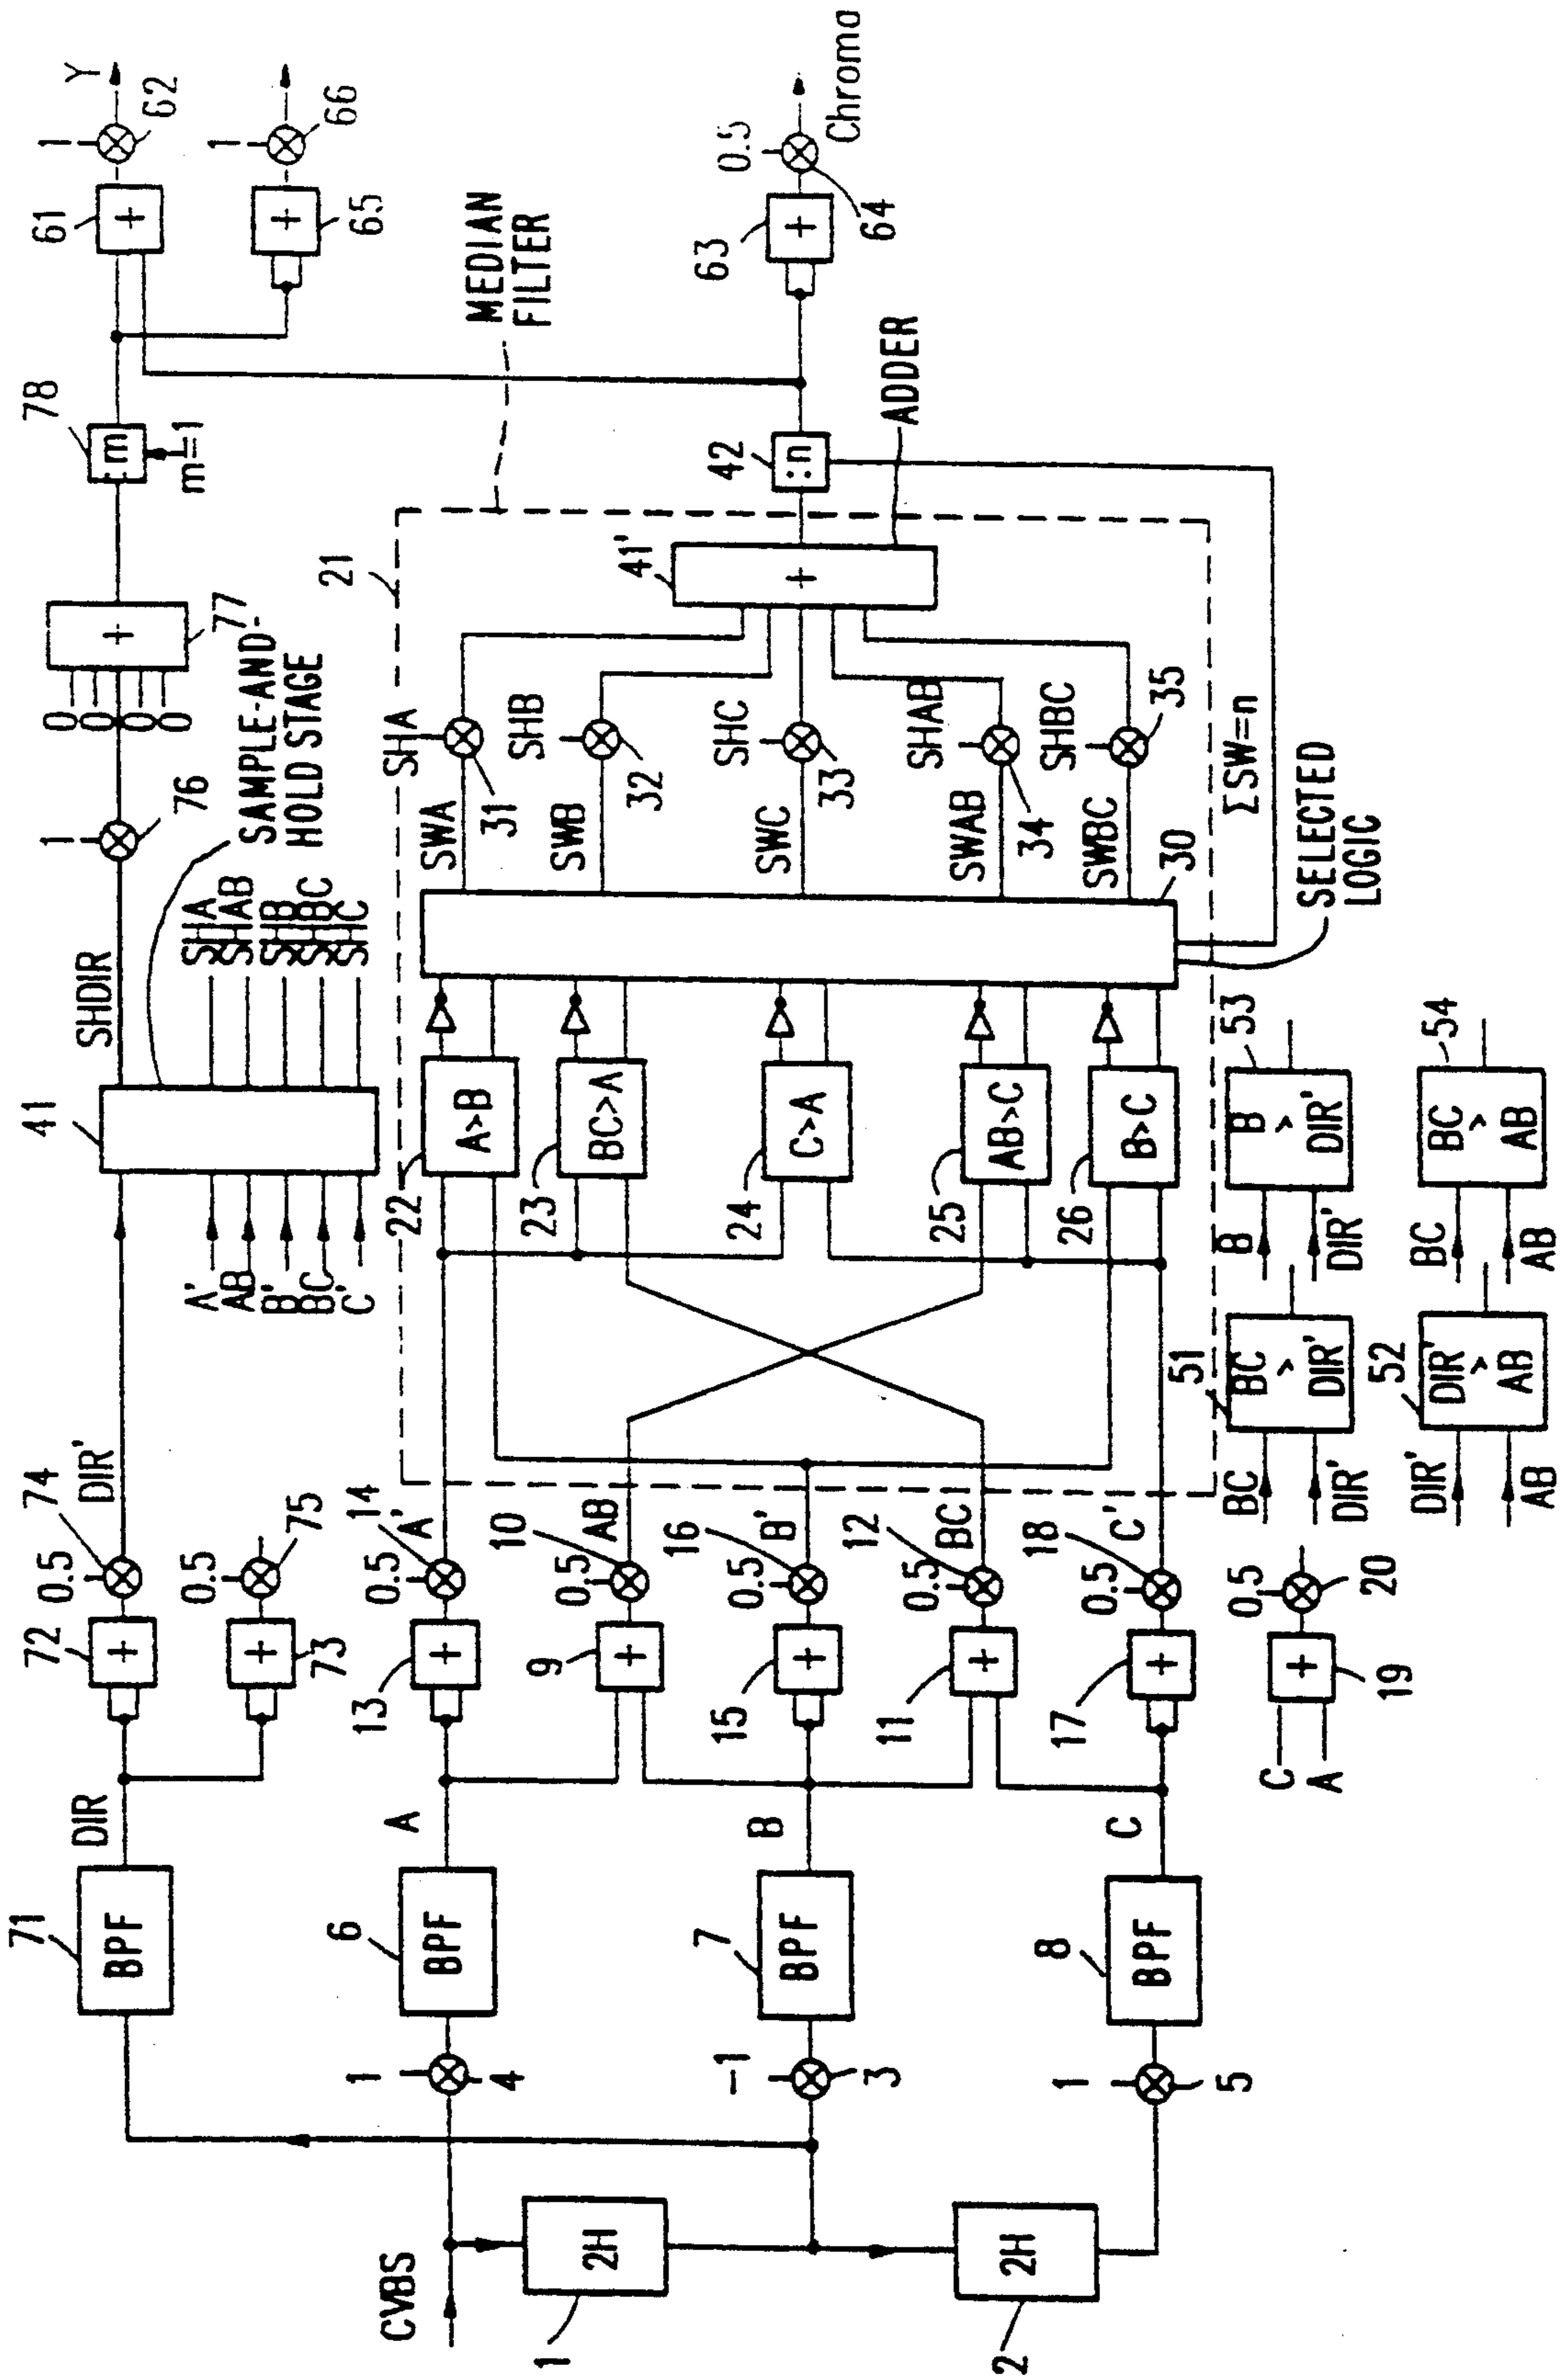 CVBS
1
2H
2
2H
1
4
-1
3
1
5
71
BPF
6
BPF
7
BPF
8
BPF
DIR
A
B
C
72
+
0.5
74
DIR'
73
+
0.5
75
13
+
0.5
14
A'
9
+
0.5
10
AB
15
+
0.5
16
B'
11
+
0.5
12
BC
17
+
0.5
18
C'
C
A
19
+
0.5
20
41
A'
AB
B'
BC
C'
SHDIR
SHA
SHAB
SHB
SHBC
SHC
SAMPLE-AND-
HOLD STAGE
1
76
0
0
0
0
+
77
:m
78
m=1
61
+
1
62
Y
65
+
1
66
21
MEDIAN
FILTER
22
A>B
23
BC>A
24
C>A
25
AB>C
26
B>C
30
SELECTED
LOGIC
SWA
SHA
31
SWB
SHB
32
SWC
SHC
33
SWAB
SHAB
34
SWBC
SHBC
35
41'
+
ADDER
42
:n
ΣSW=n
63
+
0.5
64
Chroma
51
BC
DIR'
BC
>
DIR'
52
DIR'
AB
DIR'
>
AB
53
B
DIR'
B
>
DIR'
54
BC
AB
BC
>
AB